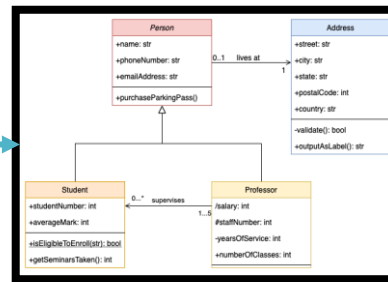 Person
+name: str
+phoneNumber: str
+emailAddress: str
+purchaseParkingPass()
0..1
lives at
1
Address
+street: str
+city: str
+state: str
+postalCode: int
+country: str
-validate(): bool
+outputAsLabel(): str
Student
+studentNumber: int
+averageMark: int
+isEligibleToEnroll(str): bool
+getSeminarsTaken(): int
0..*
supervises
1..5
Professor
/salary: int
#staffNumber: int
-yearsOfService: int
+numberOfClasses: int